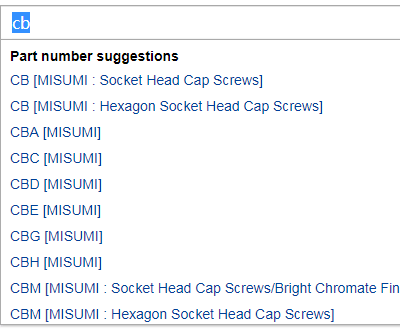 cb
Part number suggestions
CB [MISUMI : Socket Head Cap Screws]
CB [MISUMI : Hexagon Socket Head Cap Screws]
CBA [MISUMI]
CBC [MISUMI]
CBD [MISUMI]
CBE [MISUMI]
CBG [MISUMI]
CBH [MISUMI]
CBM [MISUMI : Socket Head Cap Screws/Bright Chromate Fin
CBM [MISUMI : Hexagon Socket Head Cap Screws]